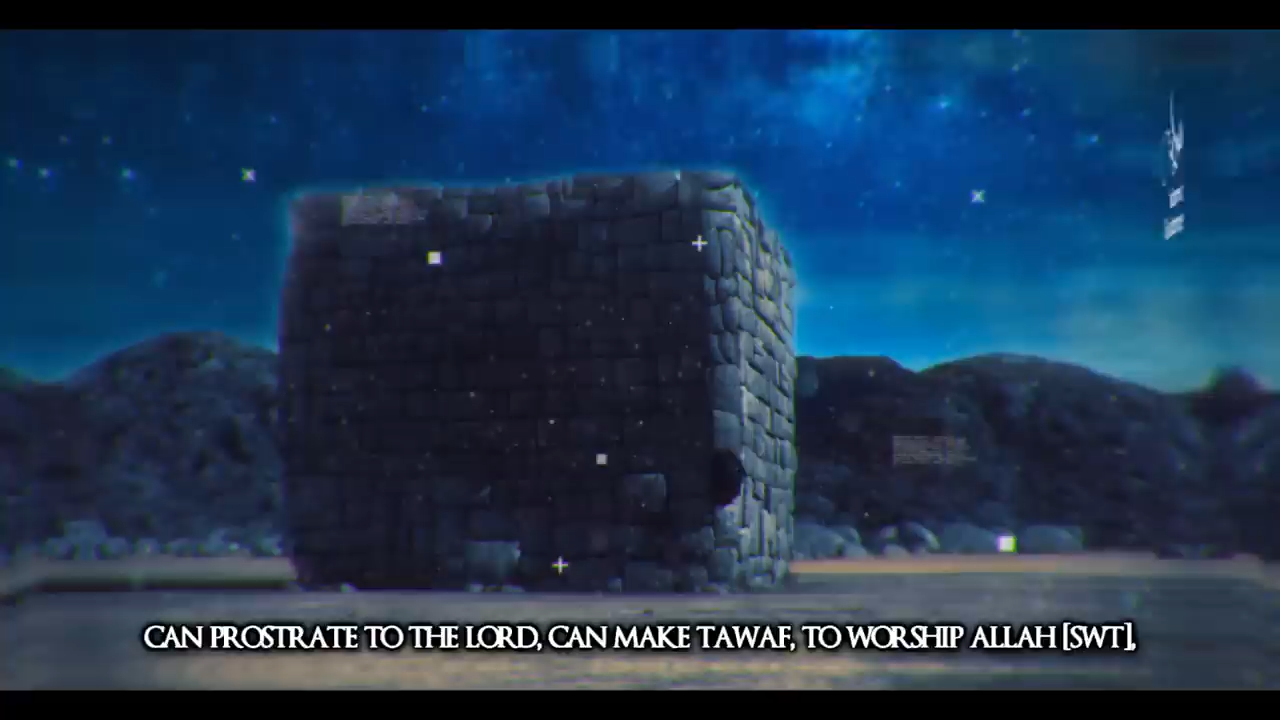 CAN PROSTRATE TO THE LORD, CAN MAKE TAWAF, TO WORSHIP ALLAH [SWT],